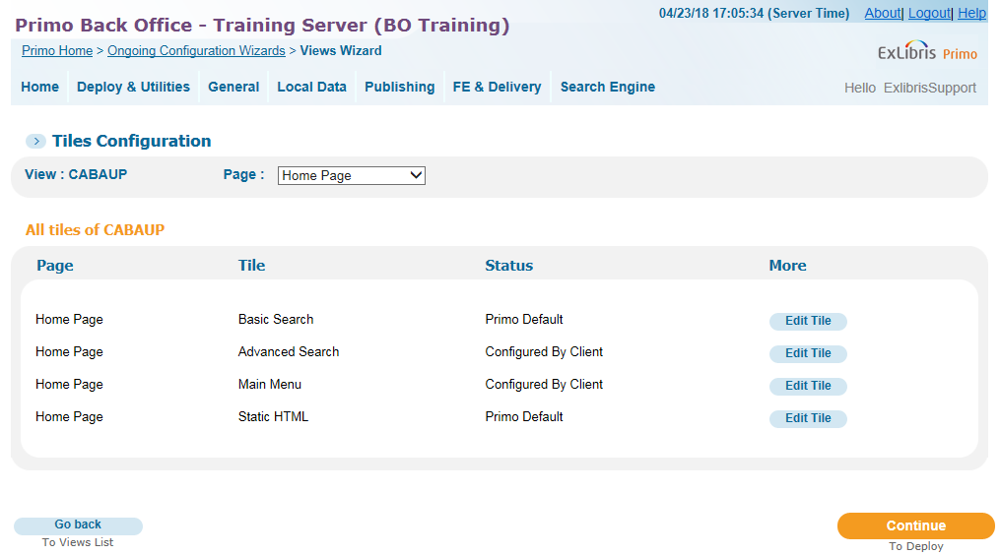 Primo Back Office - Training Server (BO Training)
04/23/18 17:05:34 (Server Time) About| Logout| Help
Primo Home > Ongoing Configuration Wizards > Views Wizard
ExLibris Primo
Home Deploy & Utilities General Local Data Publishing FE & Delivery Search Engine
Hello ExlibrisSupport
Tiles Configuration
View : CABAUP Page : Home Page
All tiles of CABAUP
Page Tile Status More
Home Page Basic Search Primo Default Edit Tile
Home Page Advanced Search Configured By Client Edit Tile
Home Page Main Menu Configured By Client Edit Tile
Home Page Static HTML Primo Default Edit Tile
Go back Continue
To Views List To Deploy